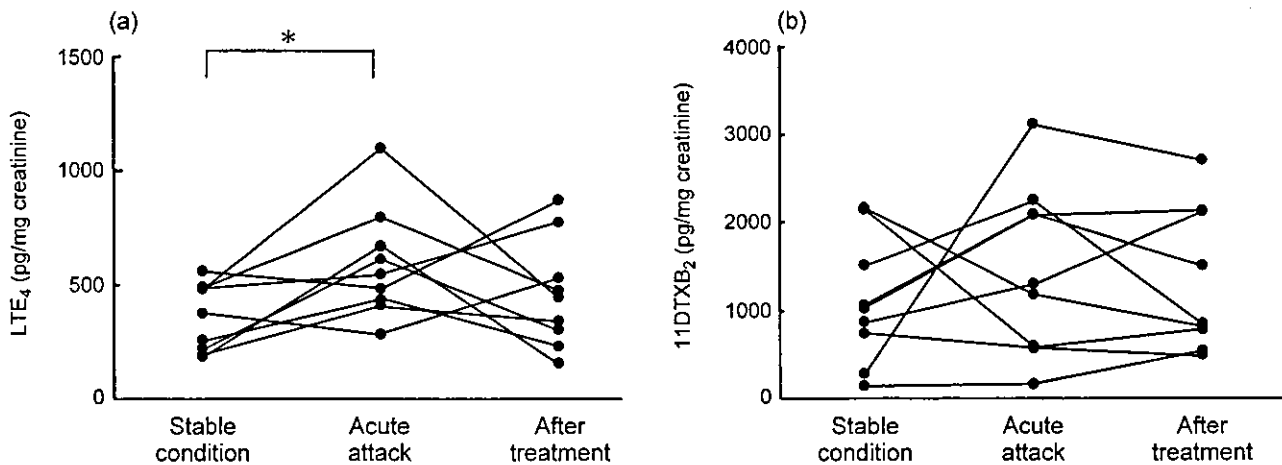 (a)
*
1500
1000
500
0
LTE₄ (pg/mg creatinine)
Stable condition
Acute attack
After treatment
(b)
4000
3000
2000
1000
0
11DTXB₂ (pg/mg creatinine)
Stable condition
Acute attack
After treatment